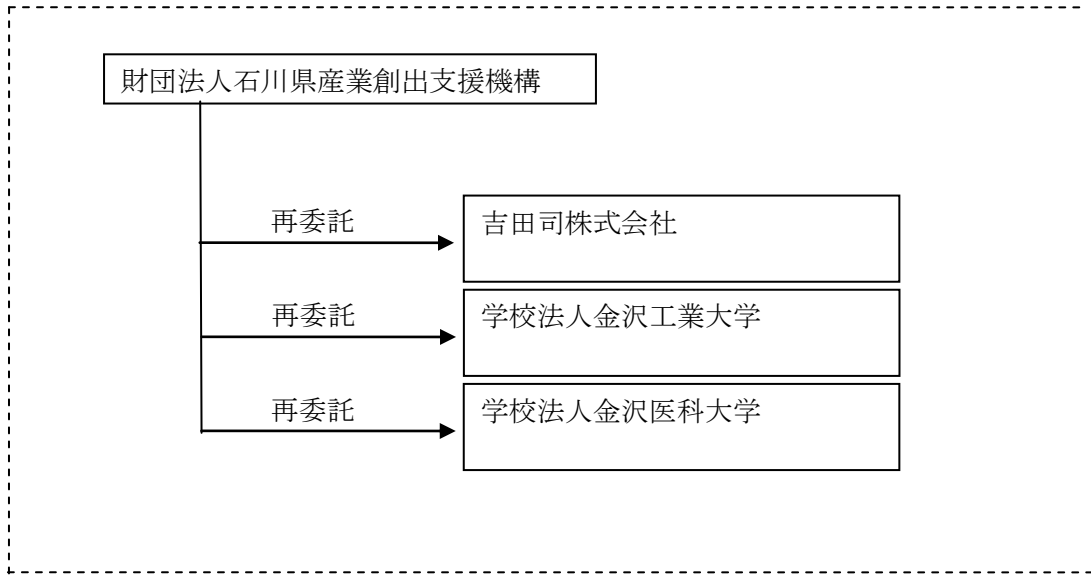 財団法人石川県産業創出支援機構
再委託
吉田司株式会社
再委託
学校法人金沢工業大学
再委託
学校法人金沢医科大学